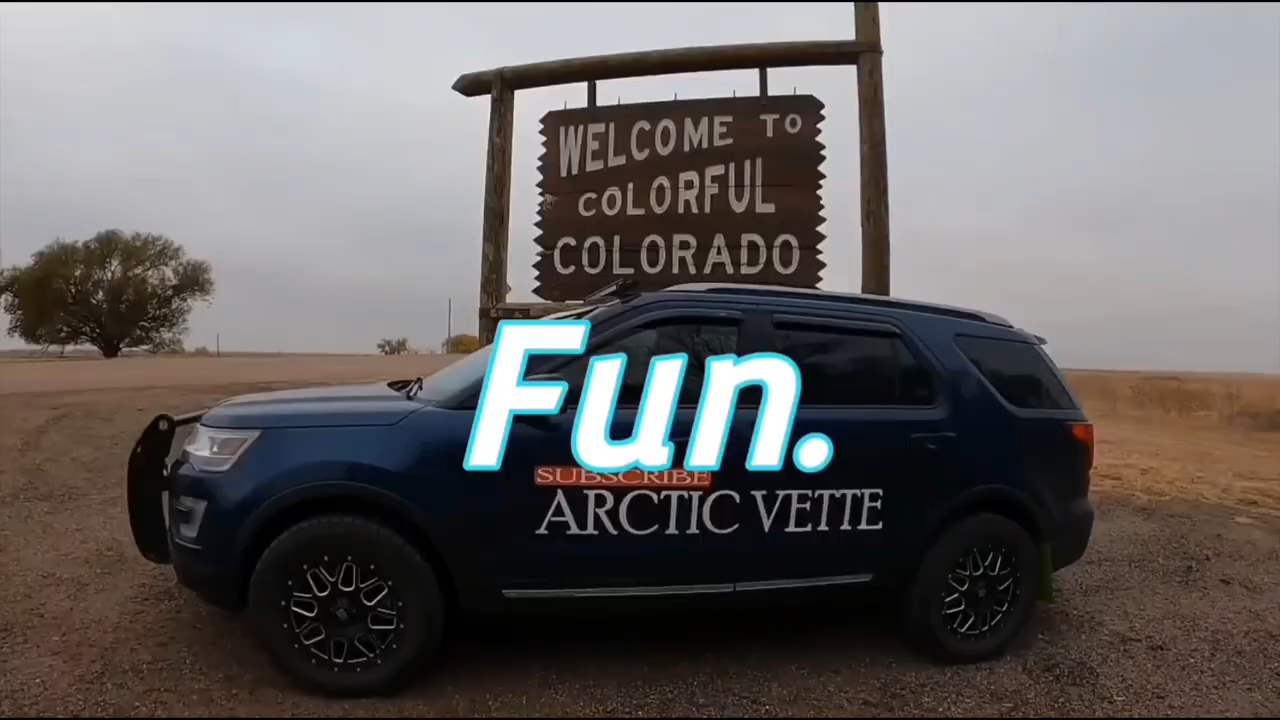 WELCOME TO
COLORFUL
COLORADO
Fun.
SUBSCRIBE
ARCTIC VETTE